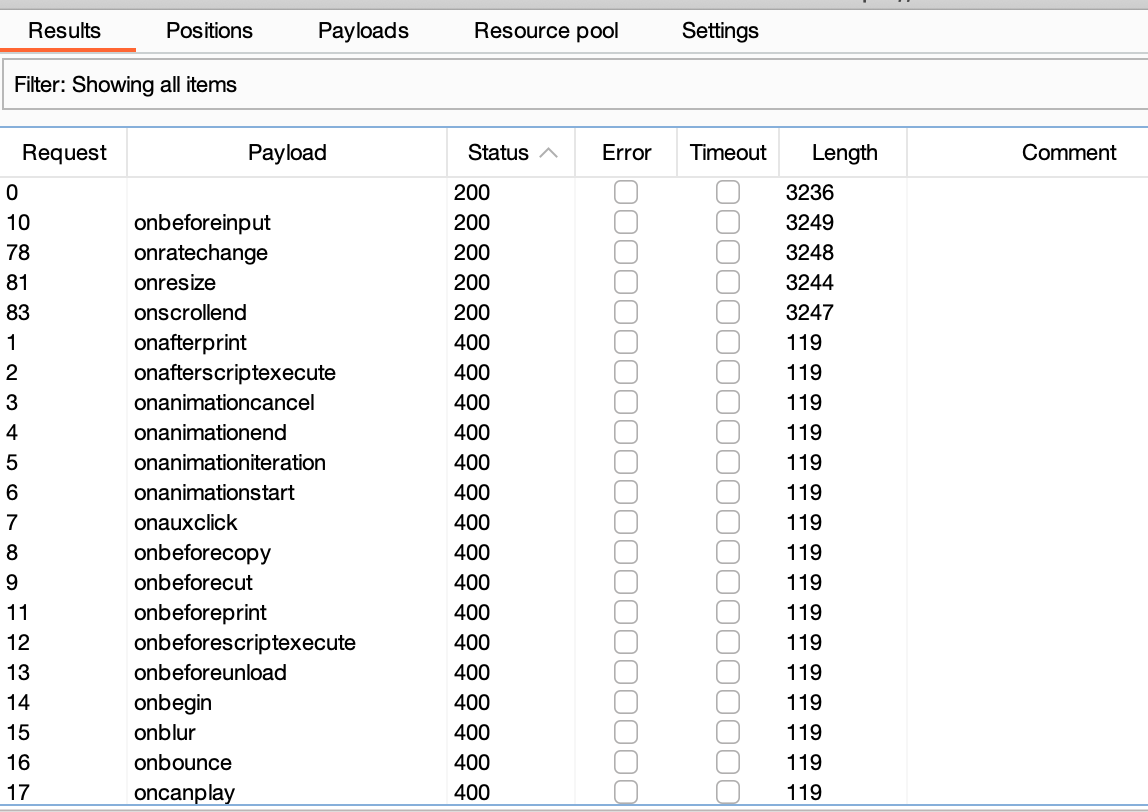 Results Positions Payloads Resource pool Settings
Filter: Showing all items
Request Payload Status Error Timeout Length Comment
0 200 3236
10 onbeforeinput 200 3249
78 onratechange 200 3248
81 onresize 200 3244
83 onscrollend 200 3247
1 onafterprint 400 119
2 onafterscriptexecute 400 119
3 onanimationcancel 400 119
4 onanimationend 400 119
5 onanimationiteration 400 119
6 onanimationstart 400 119
7 onauxclick 400 119
8 onbeforecopy 400 119
9 onbeforecut 400 119
11 onbeforeprint 400 119
12 onbeforescriptexecute 400 119
13 onbeforeunload 400 119
14 onbegin 400 119
15 onblur 400 119
16 onbounce 400 119
17 oncanplay 400 119